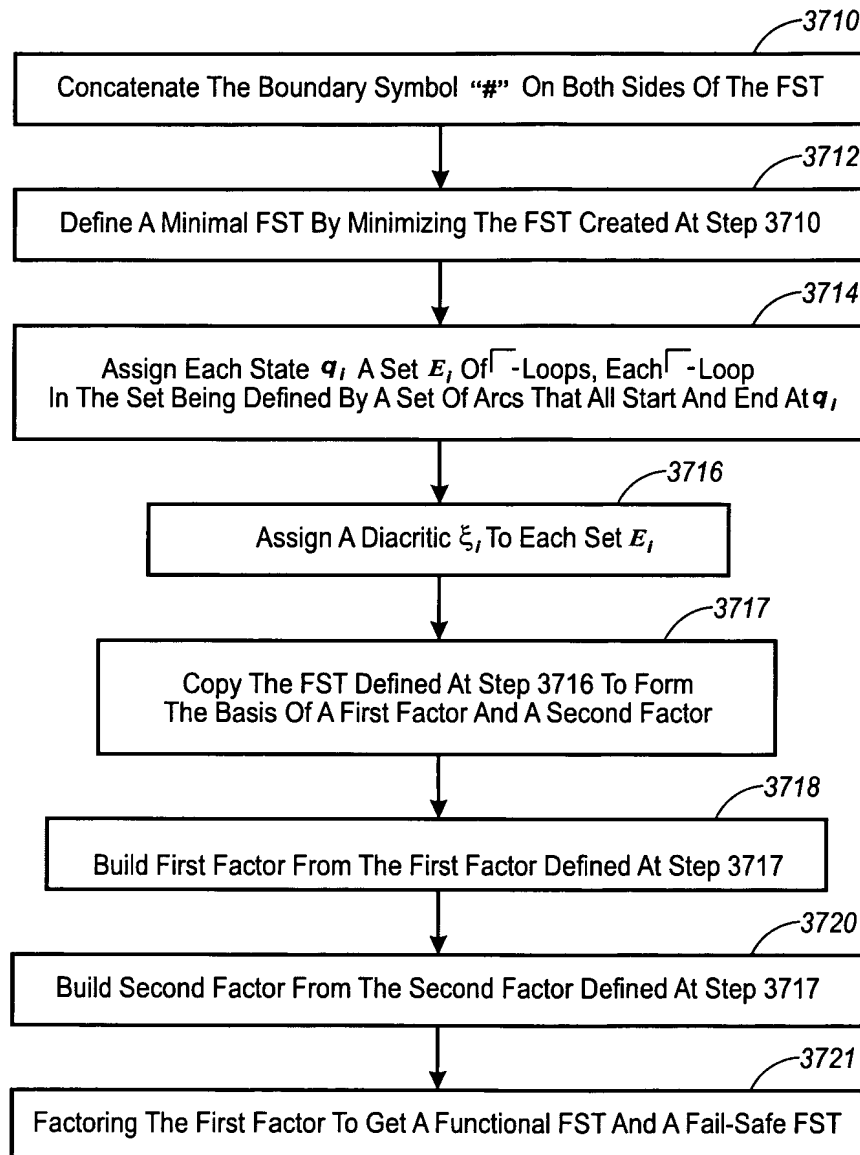 3710
Concatenate The Boundary Symbol "#" On Both Sides Of The FST
3712
Define A Minimal FST By Minimizing The FST Created At Step 3710
3714
Assign Each State qi A Set Ei Of Γ-Loops, Each Γ-Loop
In The Set Being Defined By A Set Of Arcs That All Start And End At qi
3716
Assign A Diacritic ξi To Each Set Ei
3717
Copy The FST Defined At Step 3716 To Form
The Basis Of A First Factor And A Second Factor
3718
Build First Factor From The First Factor Defined At Step 3717
3720
Build Second Factor From The Second Factor Defined At Step 3717
3721
Factoring The First Factor To Get A Functional FST And A Fail-Safe FST